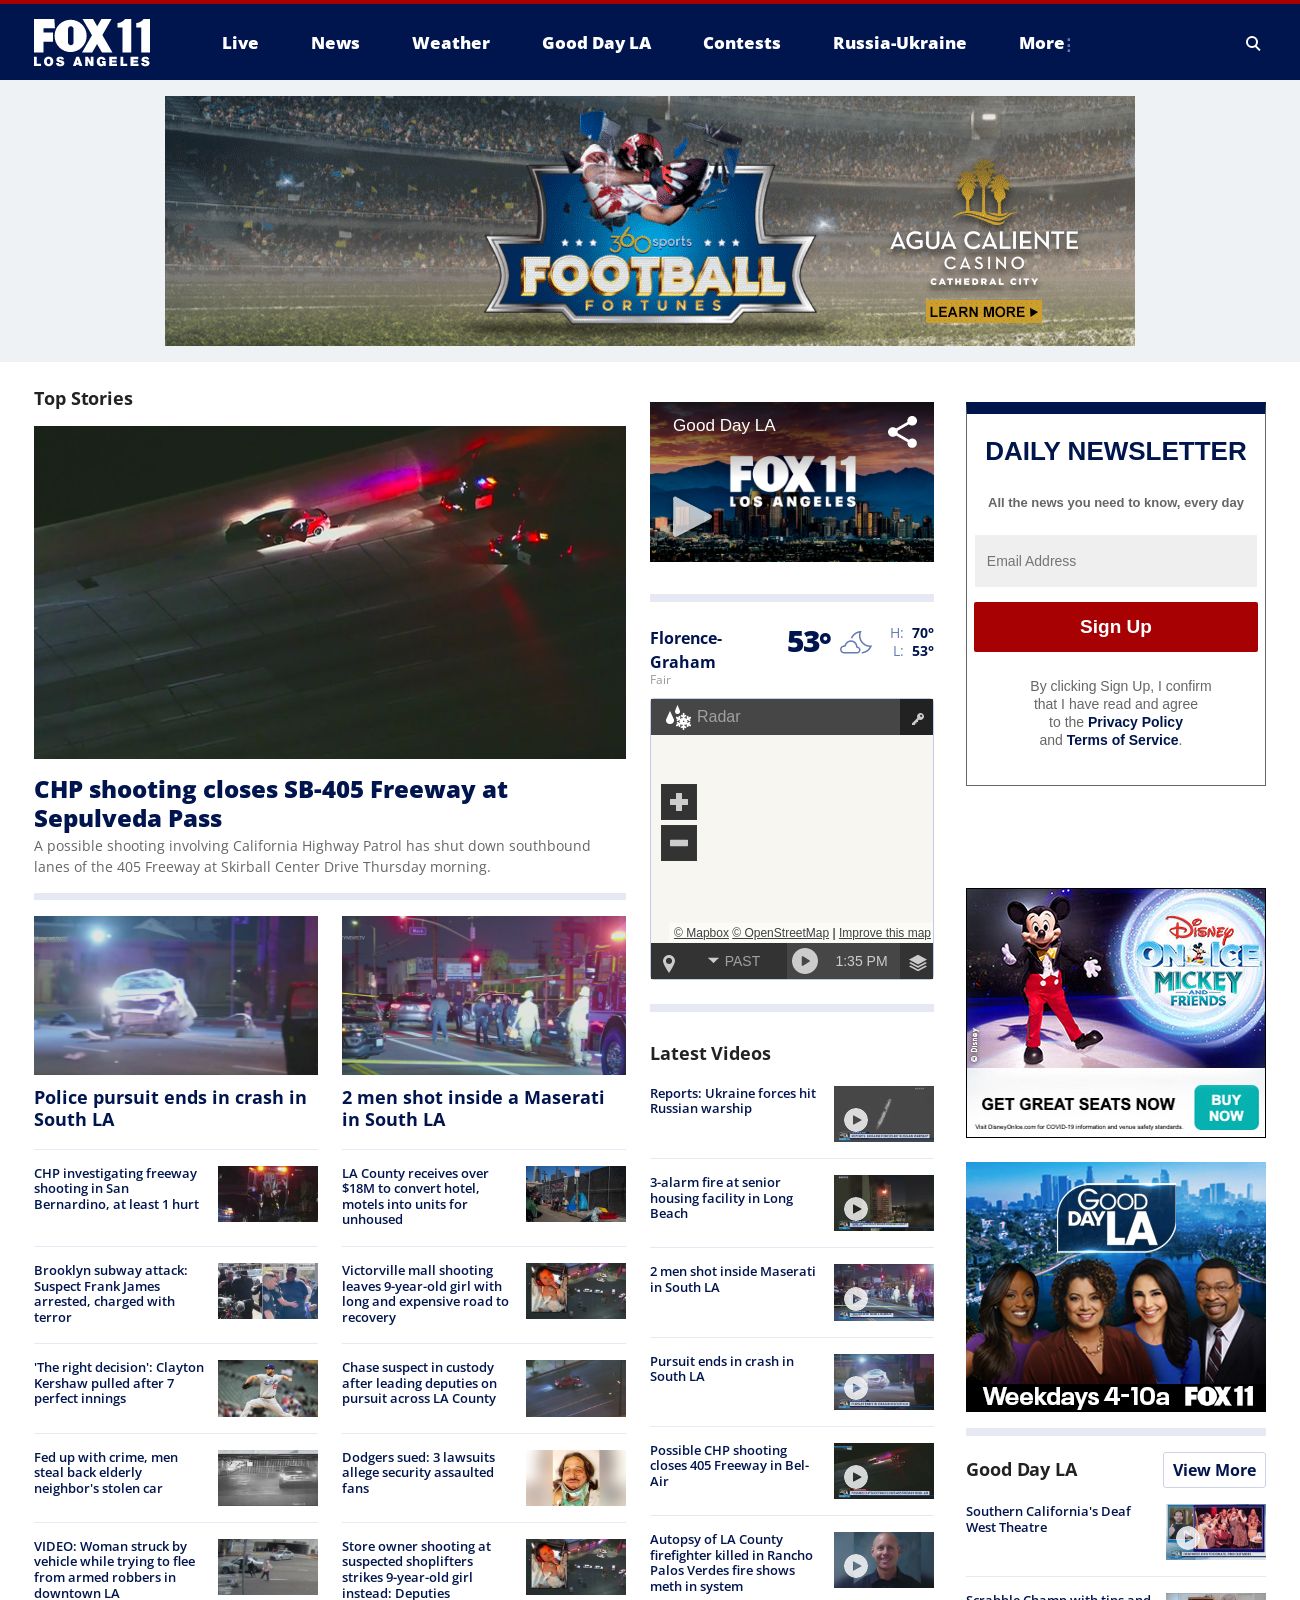 FOX 11
LOS ANGELES
Live
News
Weather
Good Day LA
Contests
Russia-Ukraine
More
360 sports
FOOTBALL
FORTUNES
AGUA CALIENTE
CASINO
CATHEDRAL CITY
LEARN MORE
Top Stories
CHP shooting closes SB-405 Freeway at
Sepulveda Pass
A possible shooting involving California Highway Patrol has shut down southbound
lanes of the 405 Freeway at Skirball Center Drive Thursday morning.
Police pursuit ends in crash in
South LA
2 men shot inside a Maserati
in South LA
CHP investigating freeway
shooting in San
Bernardino, at least 1 hurt
LA County receives over
$18M to convert hotel,
motels into units for
unhoused
Brooklyn subway attack:
Suspect Frank James
arrested, charged with
terror
Victorville mall shooting
leaves 9-year-old girl with
long and expensive road to
recovery
'The right decision': Clayton
Kershaw pulled after 7
perfect innings
Chase suspect in custody
after leading deputies on
pursuit across LA County
Fed up with crime, men
steal back elderly
neighbor's stolen car
Dodgers sued: 3 lawsuits
allege security assaulted
fans
VIDEO: Woman struck by
vehicle while trying to flee
from armed robbers in
downtown LA
Store owner shooting at
suspected shoplifters
strikes 9-year-old girl
instead: Deputies
Good Day LA
FOX 11
LOS ANGELES
Florence-
Graham
Fair
53°
H: 70°
L: 53°
Radar
© Mapbox © OpenStreetMap | Improve this map
PAST
1:35 PM
Latest Videos
Reports: Ukraine forces hit
Russian warship
3-alarm fire at senior
housing facility in Long
Beach
2 men shot inside Maserati
in South LA
Pursuit ends in crash in
South LA
Possible CHP shooting
closes 405 Freeway in Bel-
Air
Autopsy of LA County
firefighter killed in Rancho
Palos Verdes fire shows
meth in system
DAILY NEWSLETTER
All the news you need to know, every day
Email Address
Sign Up
By clicking Sign Up, I confirm
that I have read and agree
to the Privacy Policy
and Terms of Service.
Disney
ON ICE
MICKEY
AND
FRIENDS
© Disney
GET GREAT SEATS NOW
BUY
NOW
Visit DisneyOnIce.com for COVID-19 information and venue safety standards.
GOOD
DAY LA
Weekdays 4-10a FOX 11
Good Day LA
View More
Southern California's Deaf
West Theatre
Scrabble Champ with tips and